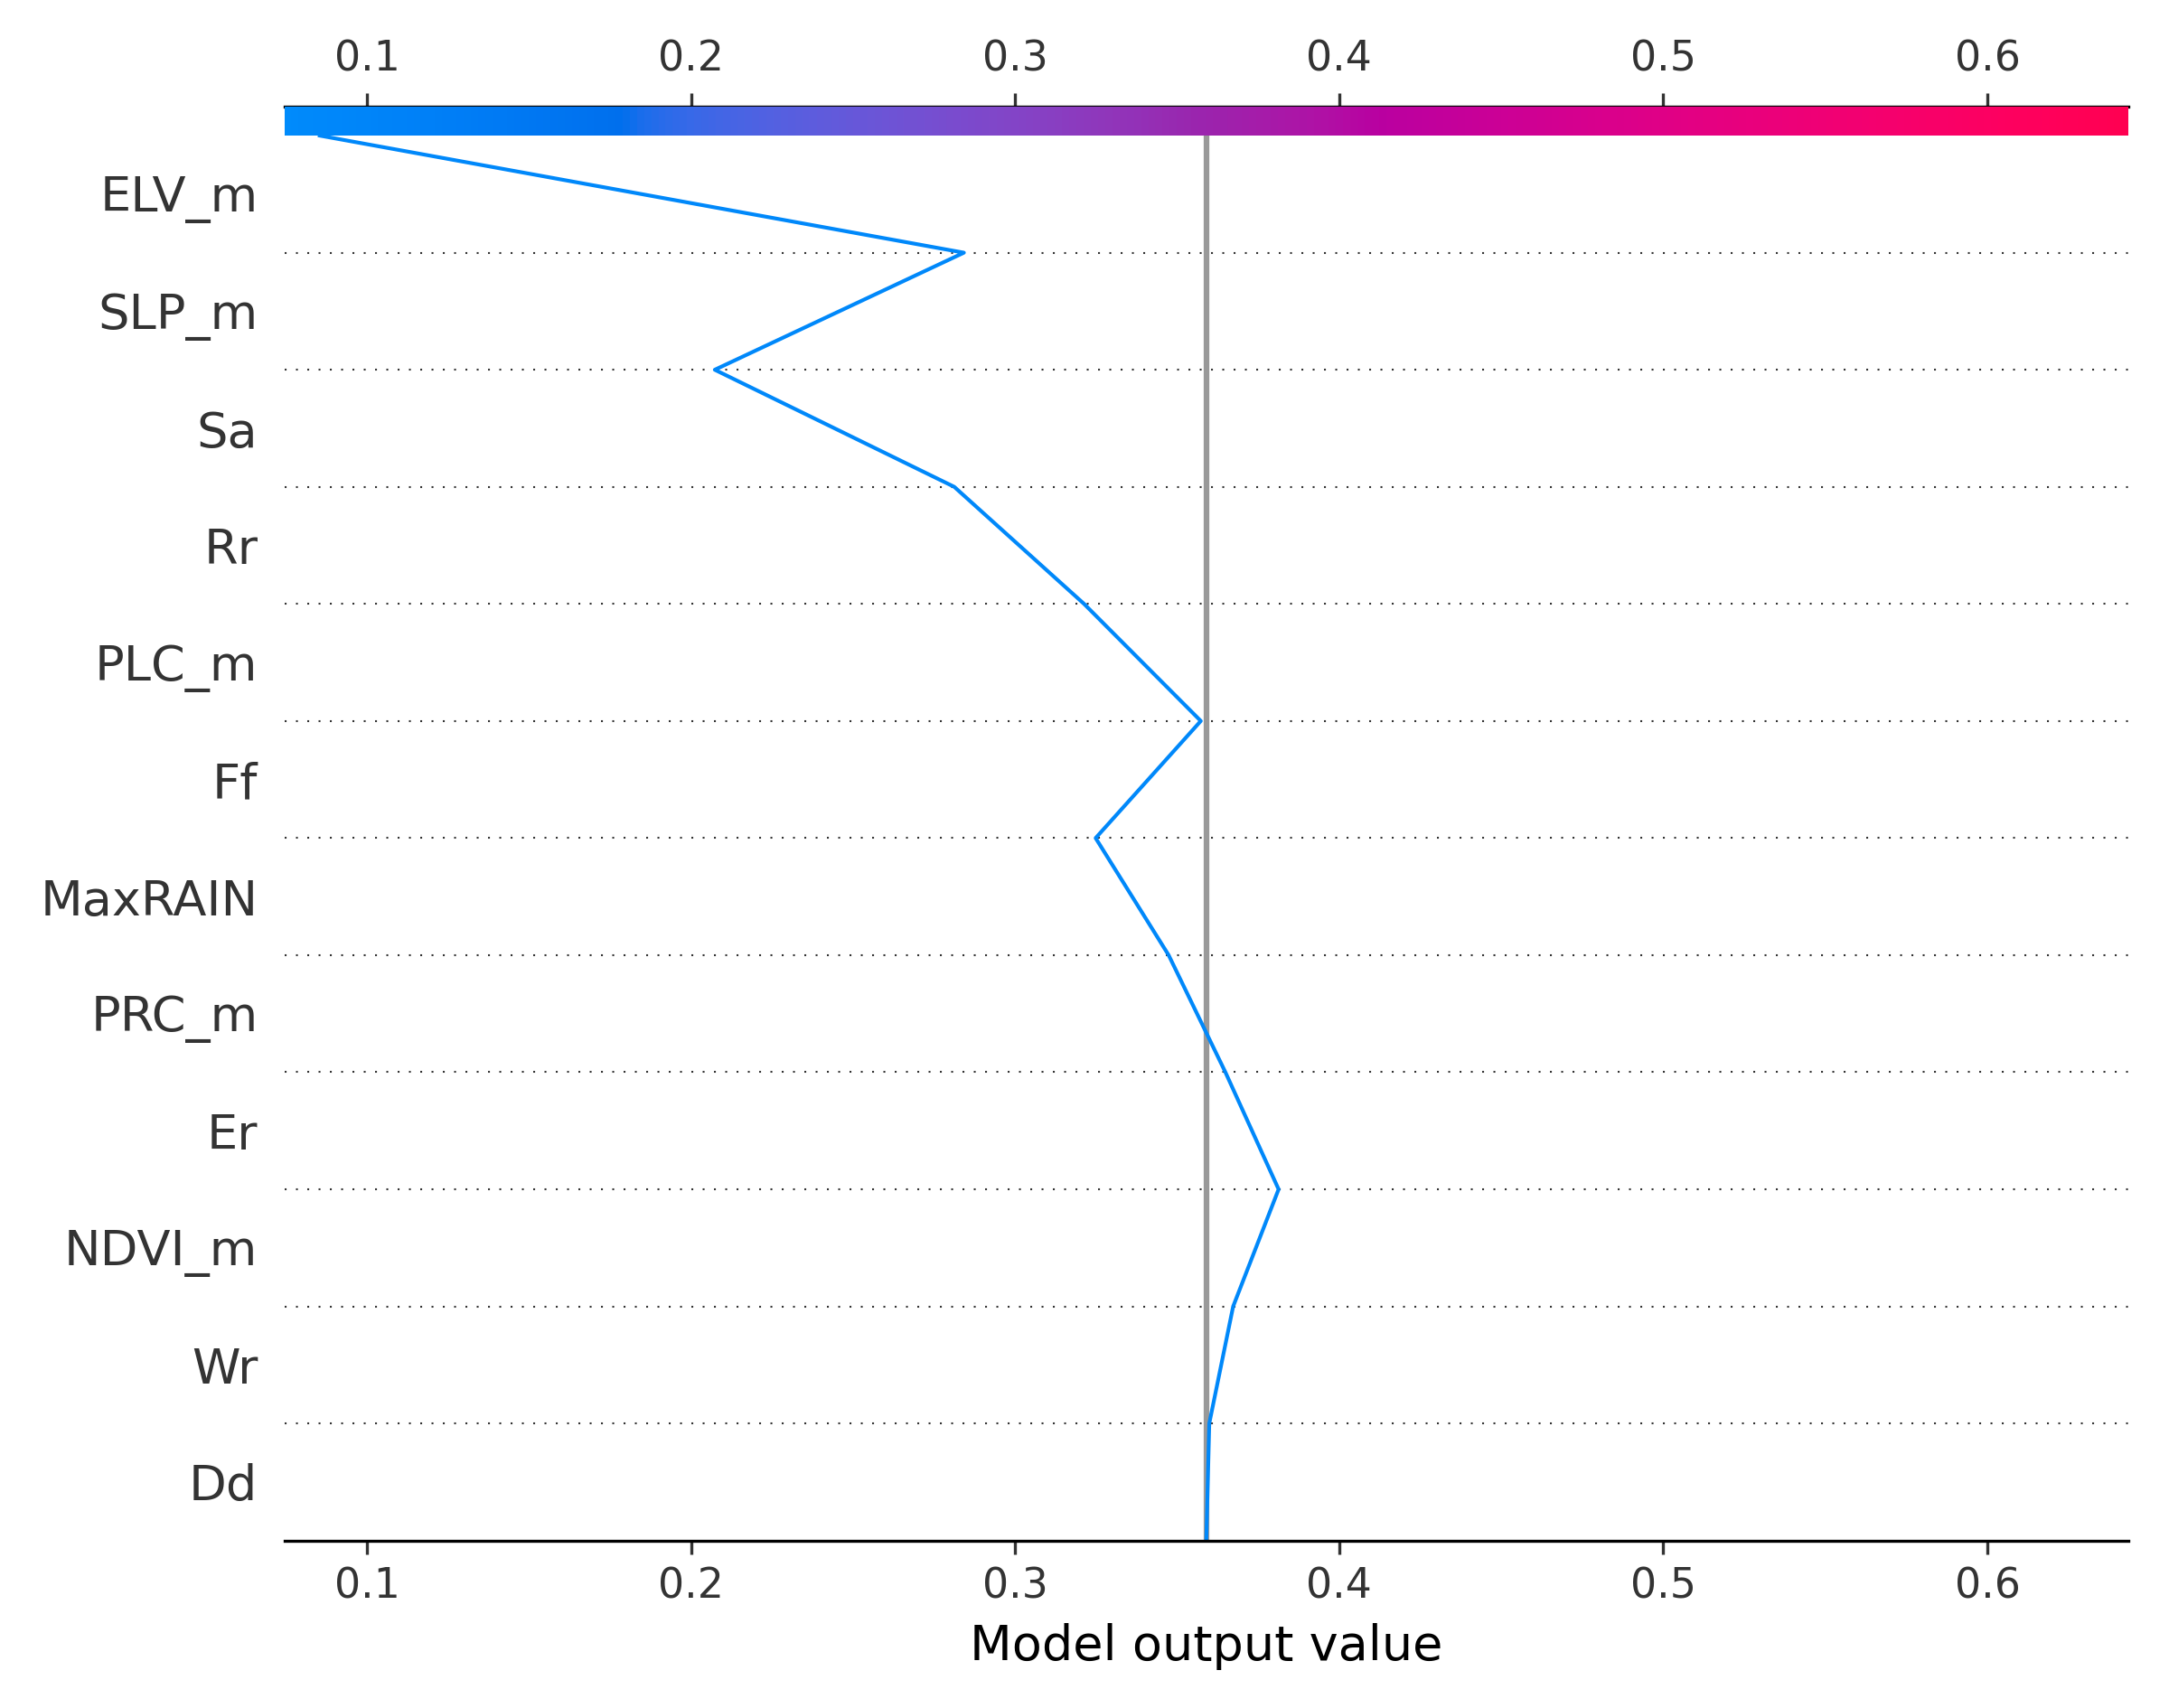 0.1 0.2 0.3 0.4 0.5 0.6
ELV_m
SLP_m
Sa
Rr
PLC_m
Ff
MaxRAIN
PRC_m
Er
NDVI_m
Wr
Dd
0.1 0.2 0.3 0.4 0.5 0.6
Model output value